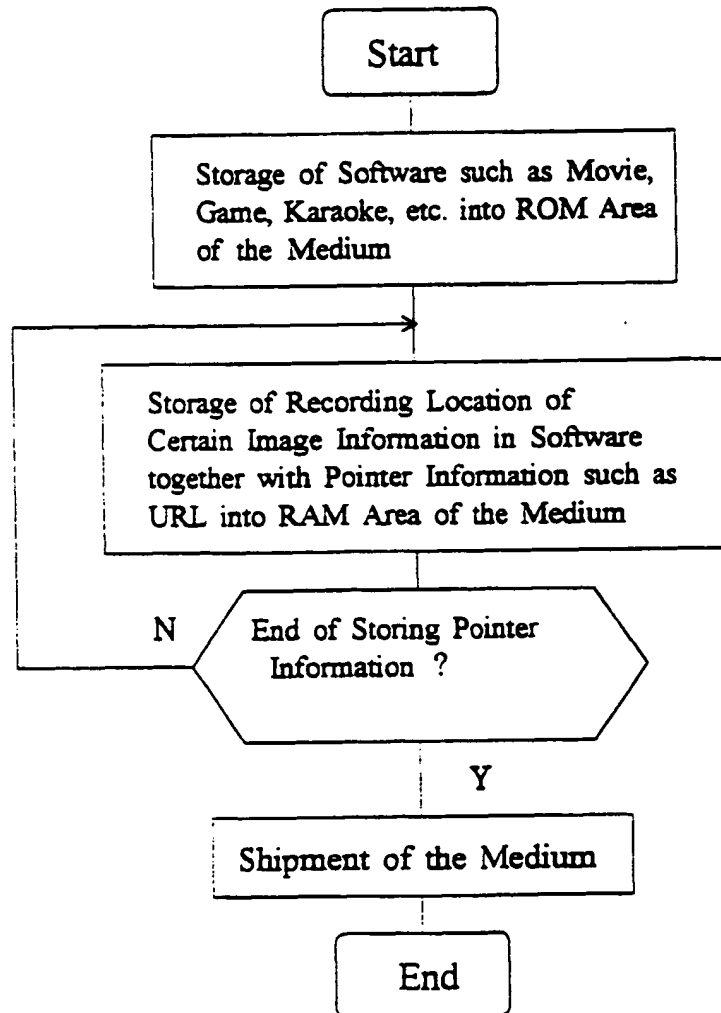 Start
Storage of Software such as Movie,
Game, Karaoke, etc. into ROM Area
of the Medium
Storage of Recording Location of
Certain Image Information in Software
together with Pointer Information such as
URL into RAM Area of the Medium
N
End of Storing Pointer
Information ?
Y
Shipment of the Medium
End